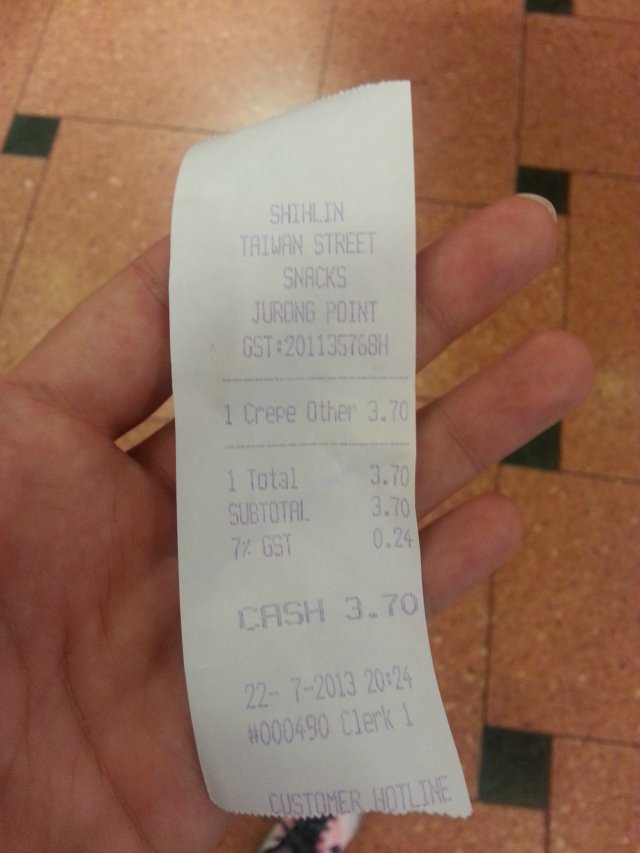 SHIHLIN
TAIWAN STREET
SNACKS
JURONG POINT
GST:201135768H
1 Crepe Other 3.70
1 Total 3.70
SUBTOTAL 3.70
7% GST 0.24
CASH 3.70
22- 7-2013 20:24
#000490 Clerk 1
CUSTOMER HOTLINE